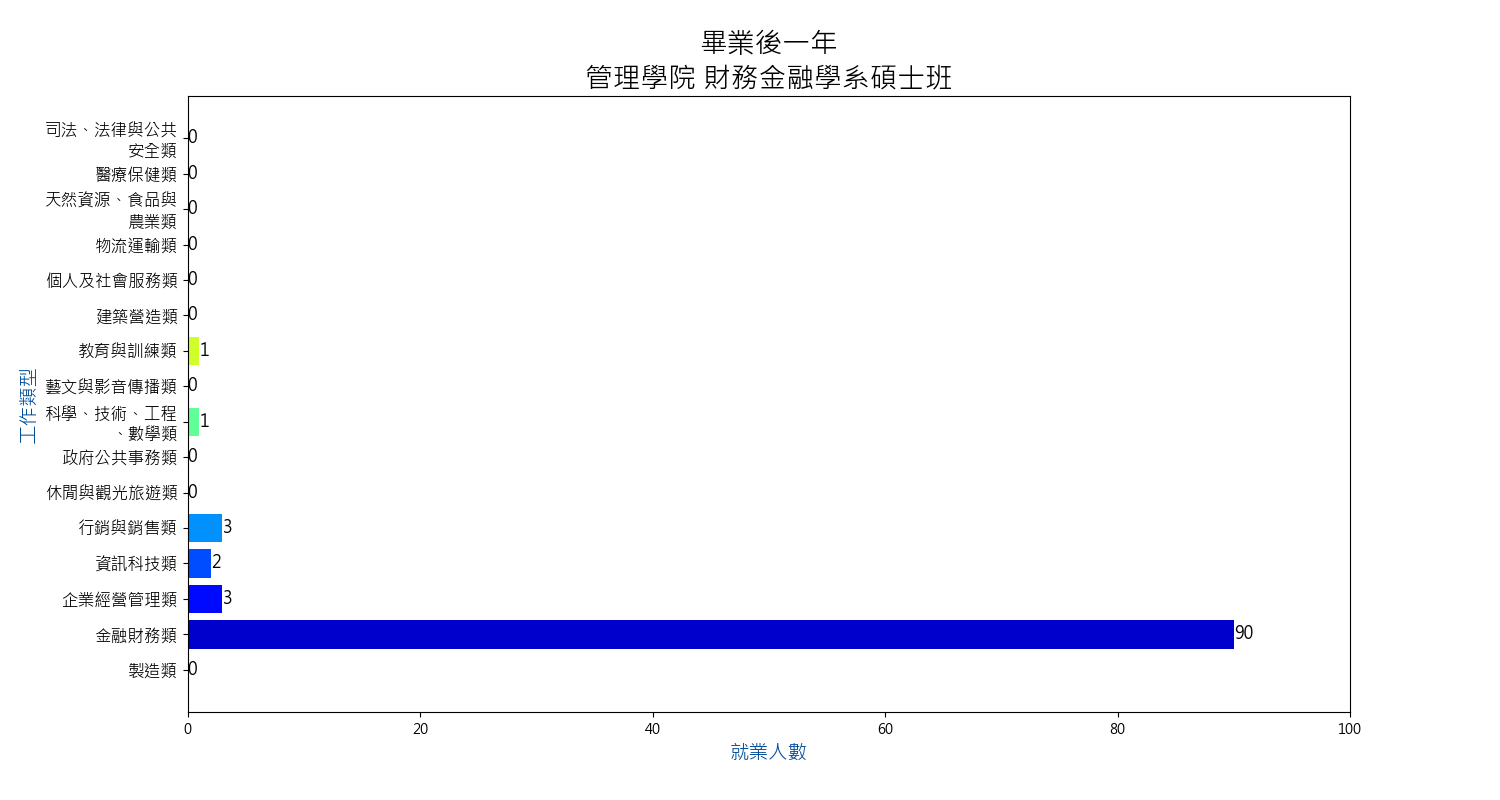 畢業後一年
管理學院 財務金融學系碩士班
司法、法律與公共
安全類
0
醫療保健類
0
天然資源、食品與
農業類
0
物流運輸類
0
個人及社會服務類
0
建築營造類
0
教育與訓練類
1
藝文與影音傳播類
0
科學、技術、工程
、數學類
1
政府公共事務類
0
休閒與觀光旅遊類
0
行銷與銷售類
3
資訊科技類
2
企業經營管理類
3
金融財務類
90
製造類
0
工作類型
0
20
40
60
80
100
就業人數